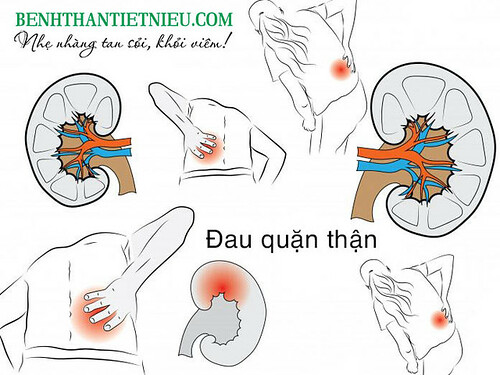 BENHTHANTIETNIEU.COM
Nhẹ nhàng tan sỏi, khỏi viêm!
Đau quặn thận